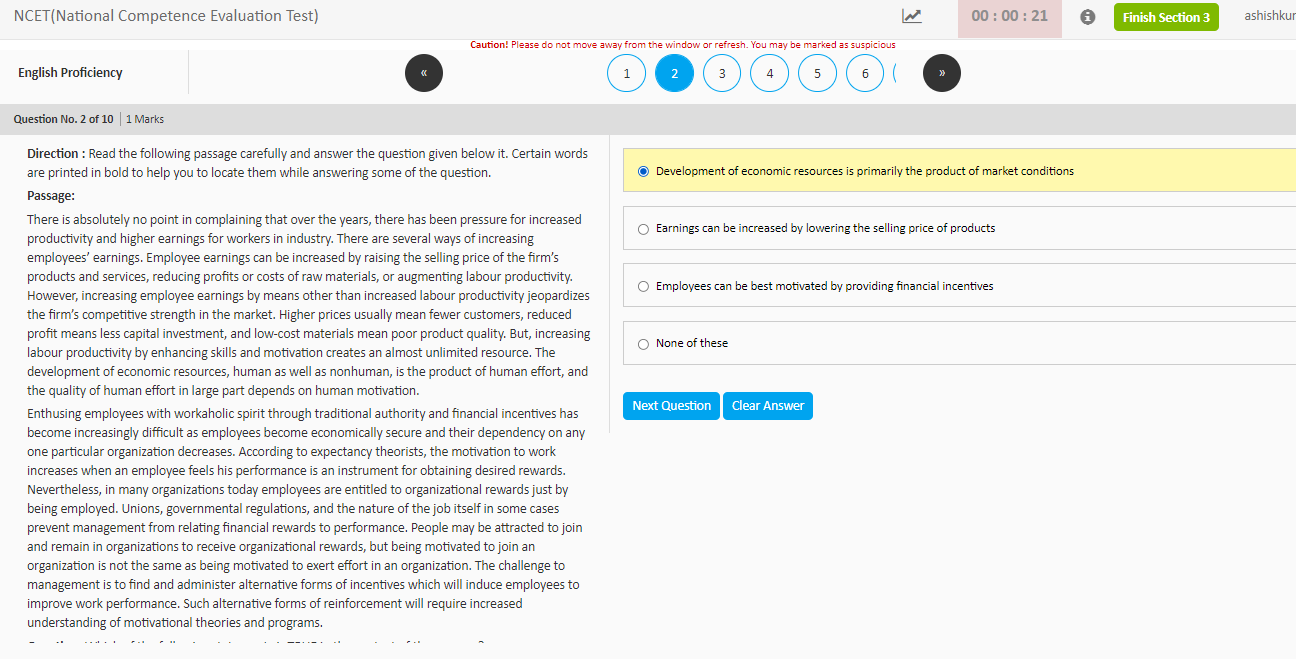 NCET(National Competence Evaluation Test)
00 : 00 : 21
Finish Section 3
ashishkur
Caution! Please do not move away from the window or refresh. You may be marked as suspicious
English Proficiency
«
1
2
3
4
5
6
»
Question No. 2 of 10 | 1 Marks
Direction : Read the following passage carefully and answer the question given below it. Certain words
are printed in bold to help you to locate them while answering some of the question.
Passage:
There is absolutely no point in complaining that over the years, there has been pressure for increased
productivity and higher earnings for workers in industry. There are several ways of increasing
employees’ earnings. Employee earnings can be increased by raising the selling price of the firm’s
products and services, reducing profits or costs of raw materials, or augmenting labour productivity.
However, increasing employee earnings by means other than increased labour productivity jeopardizes
the firm’s competitive strength in the market. Higher prices usually mean fewer customers, reduced
profit means less capital investment, and low-cost materials mean poor product quality. But, increasing
labour productivity by enhancing skills and motivation creates an almost unlimited resource. The
development of economic resources, human as well as nonhuman, is the product of human effort, and
the quality of human effort in large part depends on human motivation.
Enthusing employees with workaholic spirit through traditional authority and financial incentives has
become increasingly difficult as employees become economically secure and their dependency on any
one particular organization decreases. According to expectancy theorists, the motivation to work
increases when an employee feels his performance is an instrument for obtaining desired rewards.
Nevertheless, in many organizations today employees are entitled to organizational rewards just by
being employed. Unions, governmental regulations, and the nature of the job itself in some cases
prevent management from relating financial rewards to performance. People may be attracted to join
and remain in organizations to receive organizational rewards, but being motivated to join an
organization is not the same as being motivated to exert effort in an organization. The challenge to
management is to find and administer alternative forms of incentives which will induce employees to
improve work performance. Such alternative forms of reinforcement will require increased
understanding of motivational theories and programs.
Development of economic resources is primarily the product of market conditions
Earnings can be increased by lowering the selling price of products
Employees can be best motivated by providing financial incentives
None of these
Next Question
Clear Answer